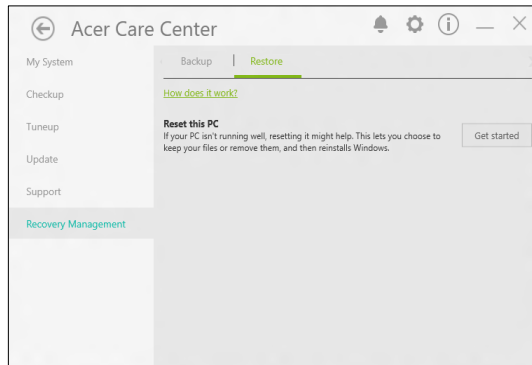 Acer Care Center
My System
Checkup
Tuneup
Update
Support
Recovery Management
Backup
Restore
How does it work?
Reset this PC
If your PC isn't running well, resetting it might help. This lets you choose to
keep your files or remove them, and then reinstalls Windows.
Get started